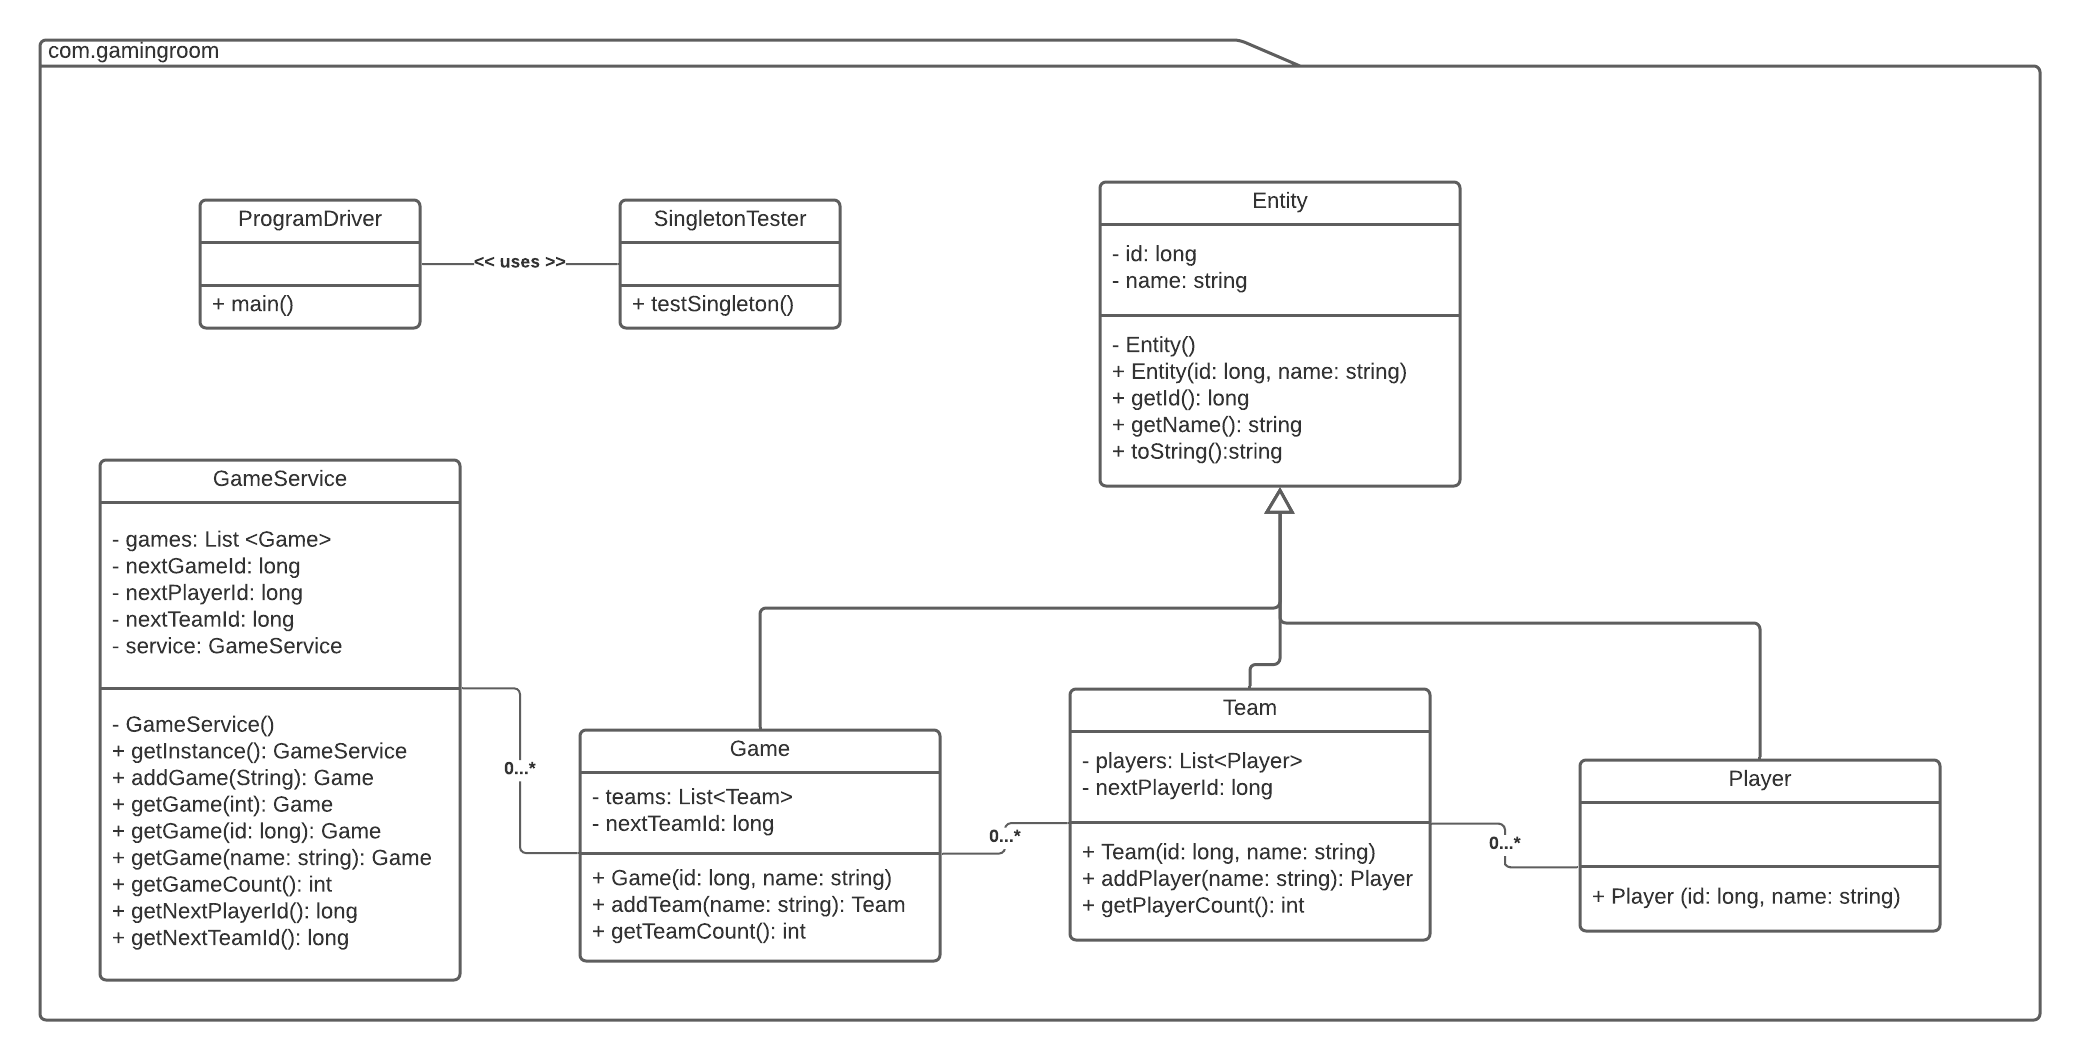 com.gamingroom
ProgramDriver
+ main()
<< uses >>
SingletonTester
+ testSingleton()
Entity
- id: long
- name: string
- Entity()
+ Entity(id: long, name: string)
+ getId(): long
+ getName(): string
+ toString():string
GameService
- games: List <Game>
- nextGameId: long
- nextPlayerId: long
- nextTeamId: long
- service: GameService
- GameService()
+ getInstance(): GameService
+ addGame(String): Game
+ getGame(int): Game
+ getGame(id: long): Game
+ getGame(name: string): Game
+ getGameCount(): int
+ getNextPlayerId(): long
+ getNextTeamId(): long
0...*
Game
- teams: List<Team>
- nextTeamId: long
+ Game(id: long, name: string)
+ addTeam(name: string): Team
+ getTeamCount(): int
0...*
Team
- players: List<Player>
- nextPlayerId: long
+ Team(id: long, name: string)
+ addPlayer(name: string): Player
+ getPlayerCount(): int
0...*
Player
+ Player (id: long, name: string)